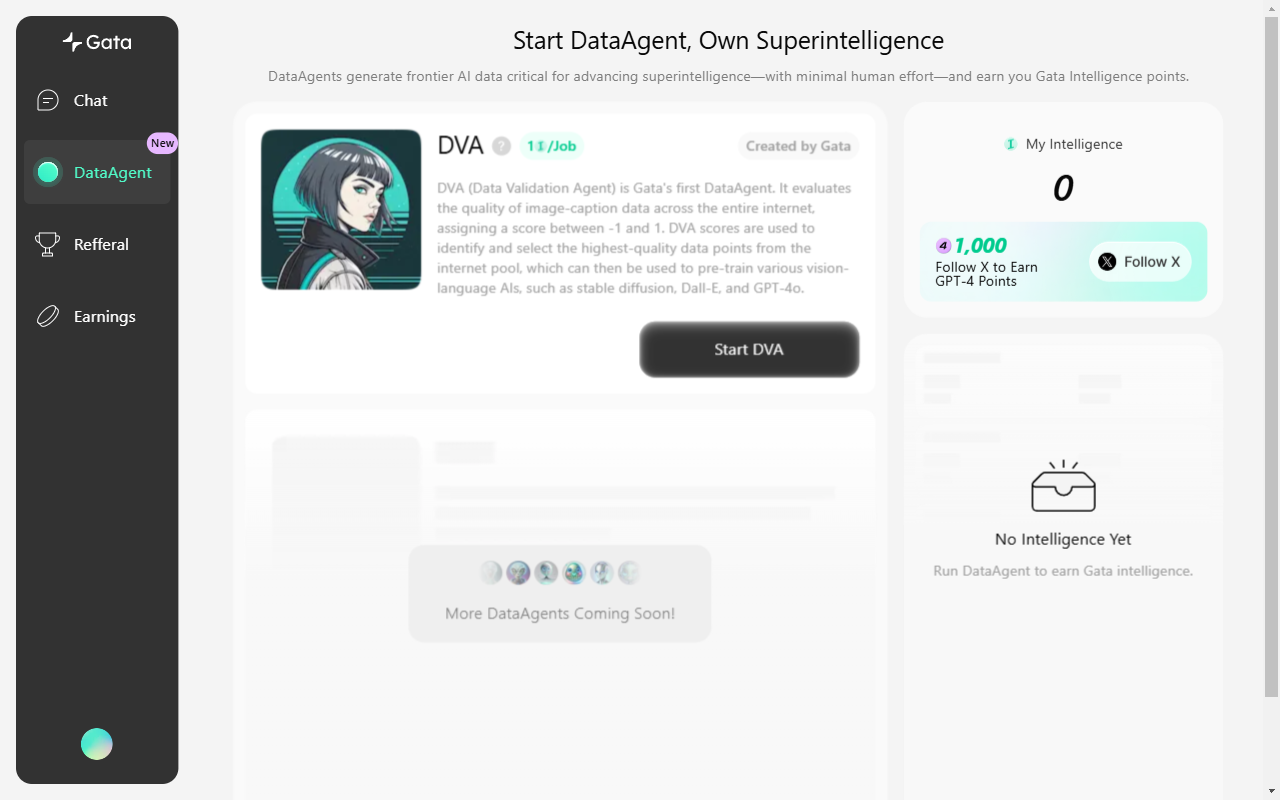 Gata
Chat
New
DataAgent
Refferal
Earnings
Start DataAgent, Own Superintelligence
DataAgents generate frontier AI data critical for advancing superintelligence—with minimal human effort—and earn you Gata Intelligence points.
DVA ? 1 /Job
Created by Gata
DVA (Data Validation Agent) is Gata's first DataAgent. It evaluates
the quality of image-caption data across the entire internet,
assigning a score between -1 and 1. DVA scores are used to
identify and select the highest-quality data points from the
internet pool, which can then be used to pre-train various vision-
language AIs, such as stable diffusion, Dall-E, and GPT-4o.
Start DVA
More DataAgents Coming Soon!
My Intelligence
0
4 1,000
Follow X to Earn
GPT-4 Points
Follow X
No Intelligence Yet
Run DataAgent to earn Gata intelligence.